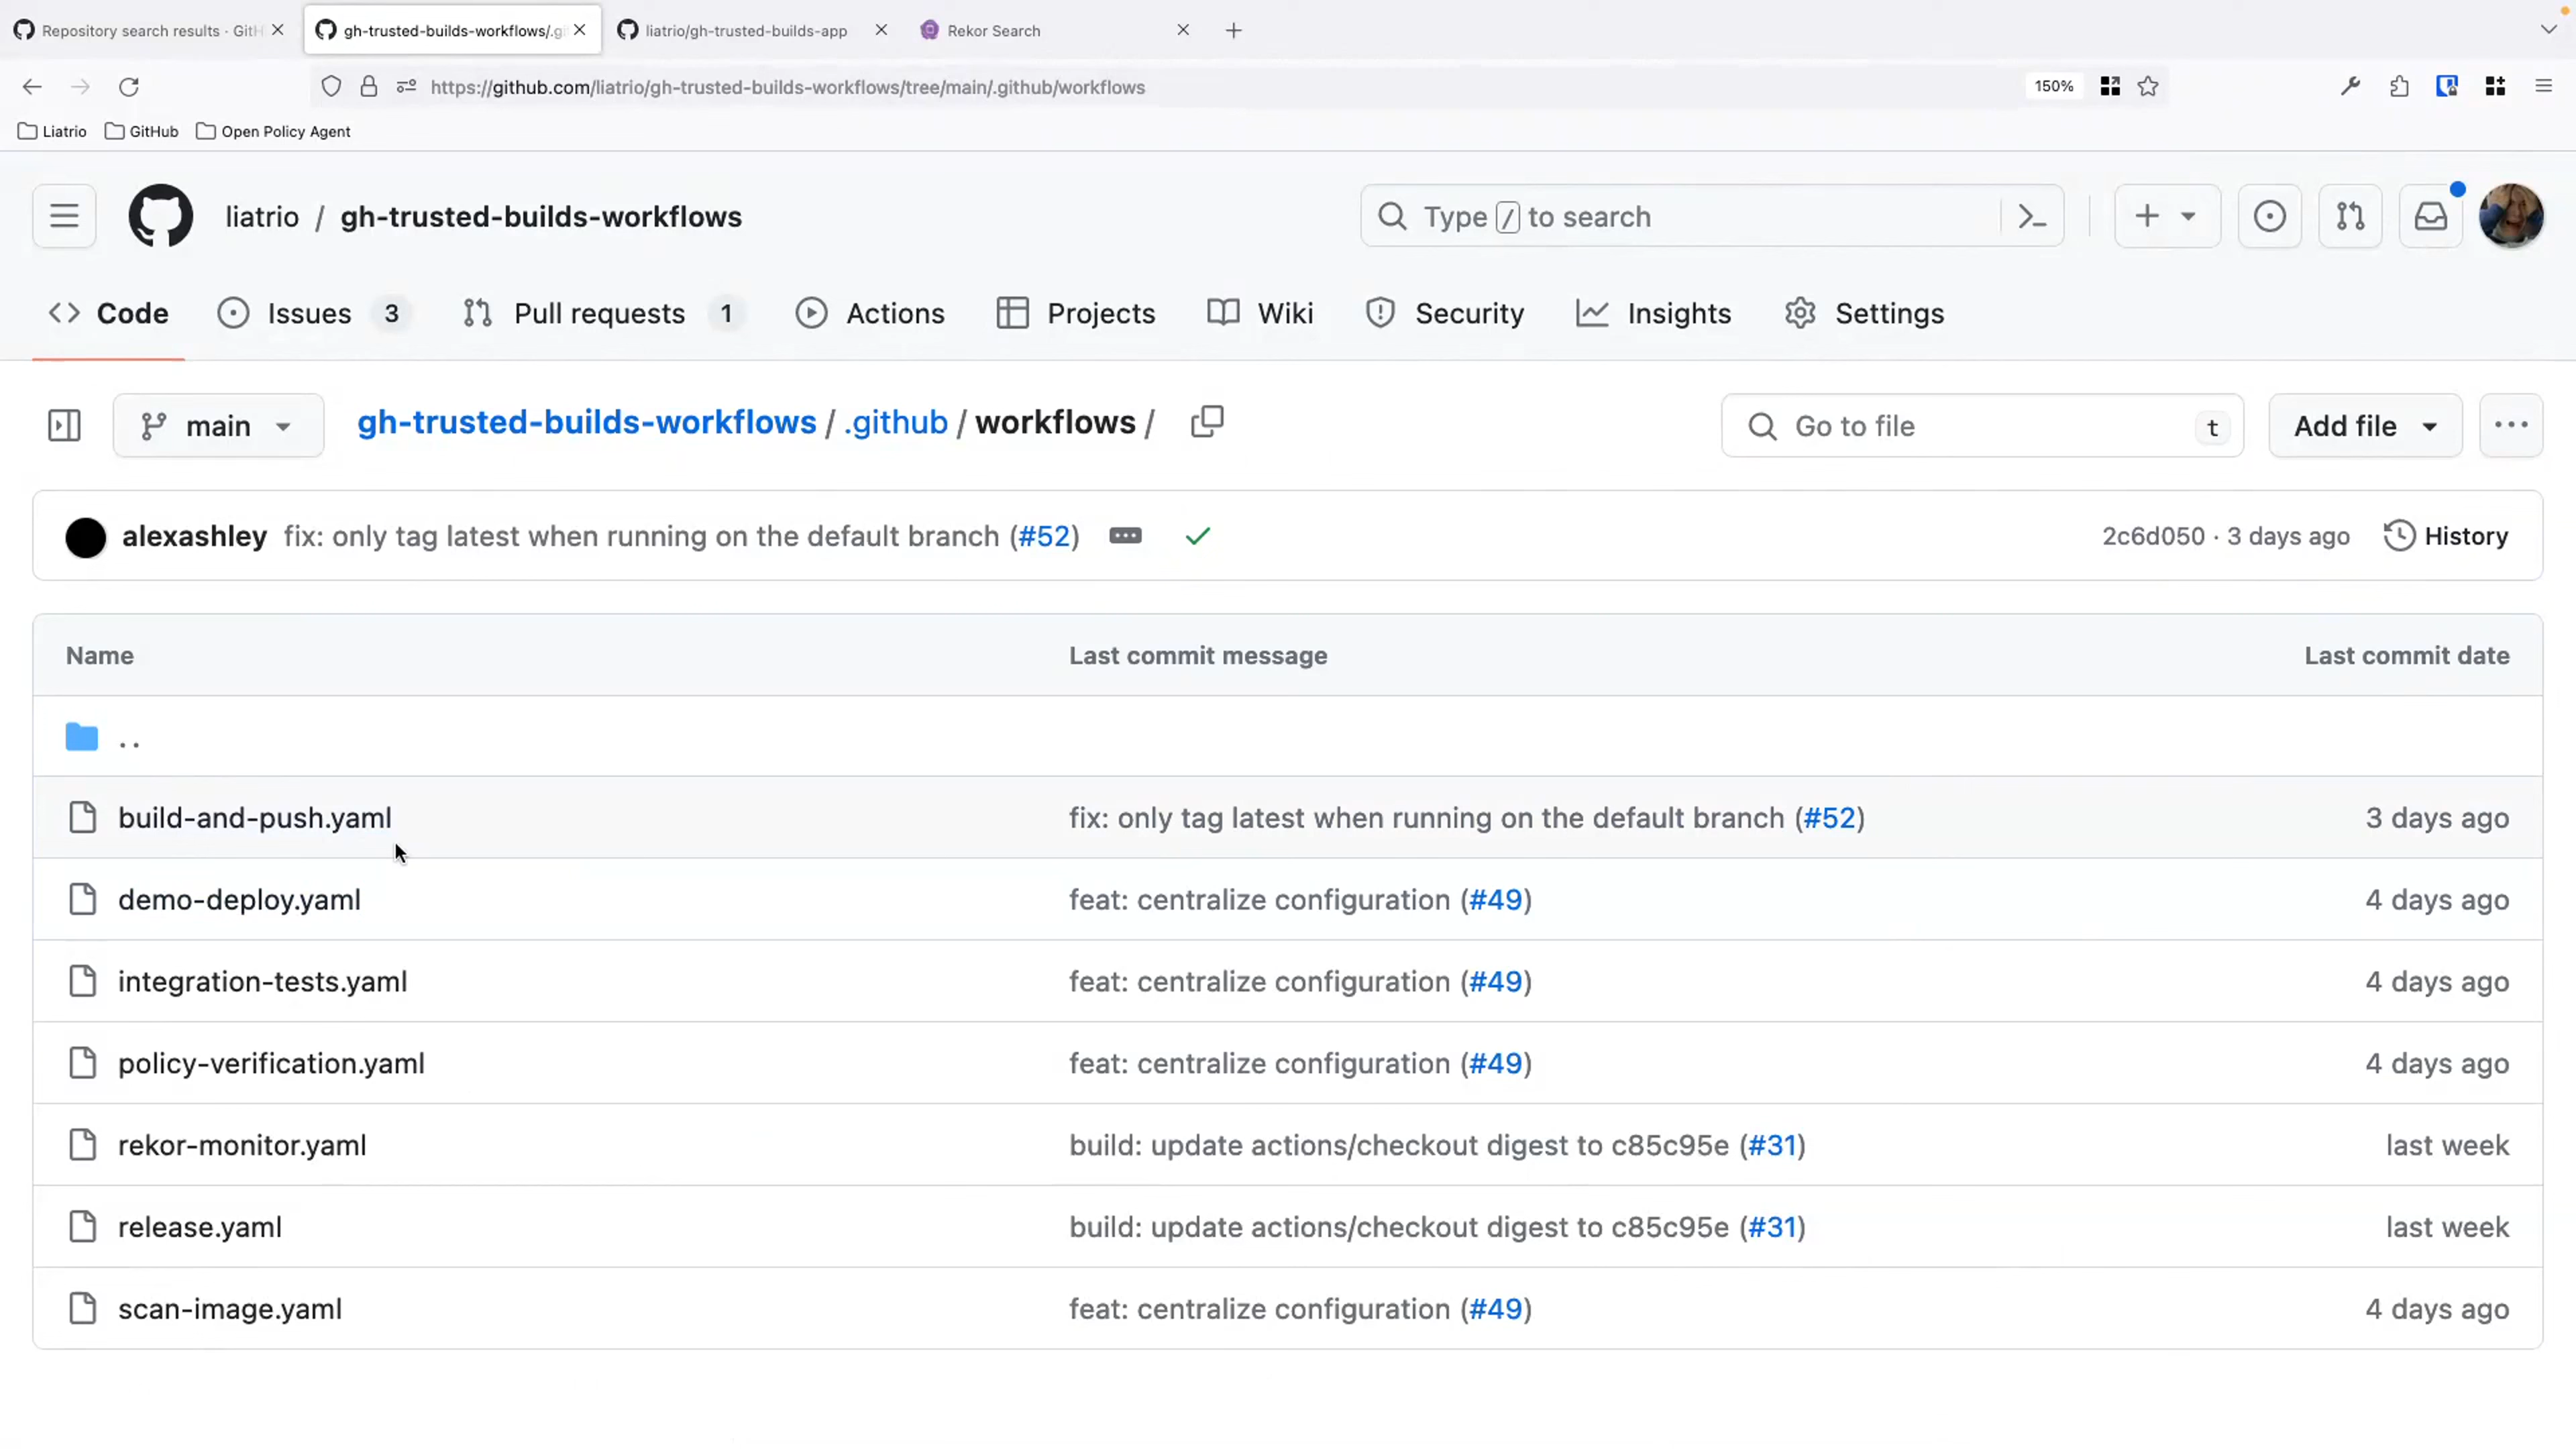 Repository search results · GitH
gh-trusted-builds-workflows/.gi
liatrio/gh-trusted-builds-app
Rekor Search
https://github.com/liatrio/gh-trusted-builds-workflows/tree/main/.github/workflows
150%
Liatrio
GitHub
Open Policy Agent
liatrio / gh-trusted-builds-workflows
Type / to search
Code
Issues 3
Pull requests 1
Actions
Projects
Wiki
Security
Insights
Settings
main
gh-trusted-builds-workflows / .github / workflows /
Go to file
t
Add file
alexashley fix: only tag latest when running on the default branch (#52)
2c6d050 · 3 days ago
History
Name Last commit message Last commit date
..
build-and-push.yaml fix: only tag latest when running on the default branch (#52) 3 days ago
demo-deploy.yaml feat: centralize configuration (#49) 4 days ago
integration-tests.yaml feat: centralize configuration (#49) 4 days ago
policy-verification.yaml feat: centralize configuration (#49) 4 days ago
rekor-monitor.yaml build: update actions/checkout digest to c85c95e (#31) last week
release.yaml build: update actions/checkout digest to c85c95e (#31) last week
scan-image.yaml feat: centralize configuration (#49) 4 days ago